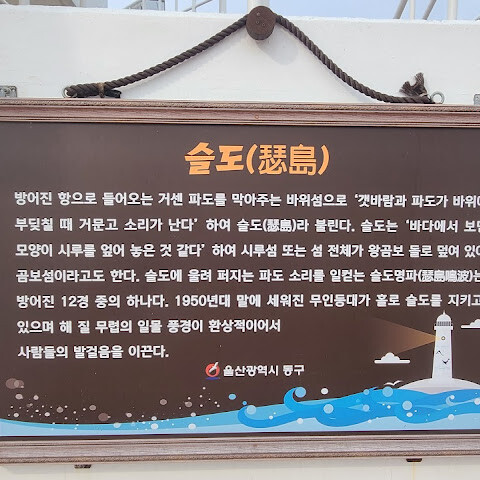 슬도(瑟島)
방어진 항으로 들어오는 거센 파도를 막아주는 바위섬으로 ‘갯바람과 파도가 바위에
부딪칠 때 거문고 소리가 난다’ 하여 슬도(瑟島)라 불린다. 슬도는 ‘바다에서 보면
모양이 시루를 엎어 놓은 것 같다’ 하여 시루섬 또는 섬 전체가 왕곰보 돌로 덮여 있어
곰보섬이라고도 한다. 슬도에 울려 퍼지는 파도 소리를 일컫는 슬도명파(瑟島鳴波)는
방어진 12경 중의 하나다. 1950년대 말에 세워진 무인등대가 홀로 슬도를 지키고
있으며 해 질 무렵의 일몰 풍경이 환상적이어서
사람들의 발걸음을 이끈다.
울산광역시 동구